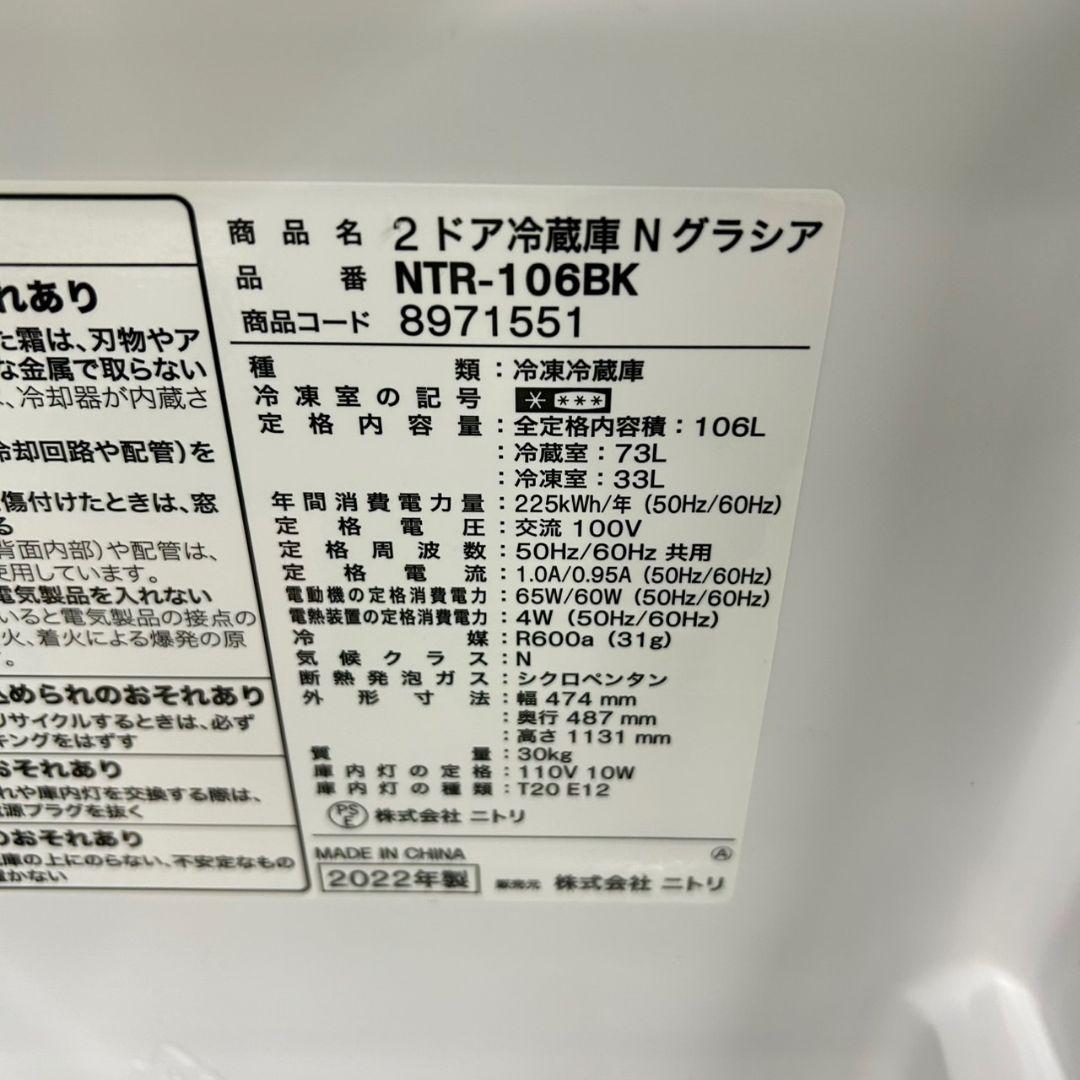 れあり
た霜は、刃物やア
な金属で取らない
、冷却器が内蔵さ
冷却回路や配管)を
傷付けたときは、窓
る
背面内部)や配管は、
使用しています。
電気製品を入れない
いると電気製品の接点の
火、着火による爆発の原
す。
込められのおそれあり
リサイクルするときは、必ず
キングをはずす
おそれあり
れや庫内灯を交換する際は、
電源プラグを抜く
のおそれあり
庫の上にのらない、不安定なもの
置かない
商品名 2ドア冷蔵庫 N グラシア
品番 NTR-106BK
商品コード 8971551
種類:冷凍冷蔵庫
冷凍室の記号 * ***
定格内容量:全定格内容積:106L
:冷蔵室:73L
:冷凍室:33L
年間消費電力量:225kWh/年 (50Hz/60Hz)
定格電圧:交流 100V
定格周波数:50Hz/60Hz 共用
定格電流:1.0A/0.95A (50Hz/60Hz)
電動機の定格消費電力:65W/60W (50Hz/60Hz)
電熱装置の定格消費電力:4W (50Hz/60Hz)
冷媒:R600a (31g)
気候クラス:N
断熱発泡ガス:シクロペンタン
外形寸法:幅 474 mm
:奥行 487 mm
:高さ 1131 mm
質量:30kg
庫内灯の定格:110V 10W
庫内灯の種類:T20 E12
PSE 株式会社 ニトリ
MADE IN CHINA Ⓐ
2022年製 販売元 株式会社 ニトリ